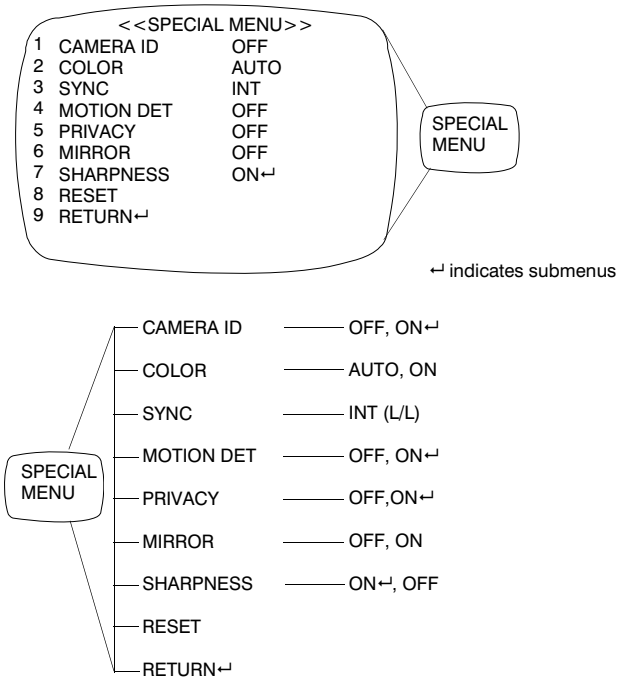 <<SPECIAL MENU>>
1 CAMERA ID OFF
2 COLOR AUTO
3 SYNC INT
4 MOTION DET OFF
5 PRIVACY OFF
6 MIRROR OFF
7 SHARPNESS ON↵
8 RESET
9 RETURN↵
SPECIAL
MENU
↵ indicates submenus
CAMERA ID OFF, ON↵
COLOR AUTO, ON
SYNC INT (L/L)
MOTION DET OFF, ON↵
SPECIAL
MENU
PRIVACY OFF,ON↵
MIRROR OFF, ON
SHARPNESS ON↵, OFF
RESET
RETURN↵